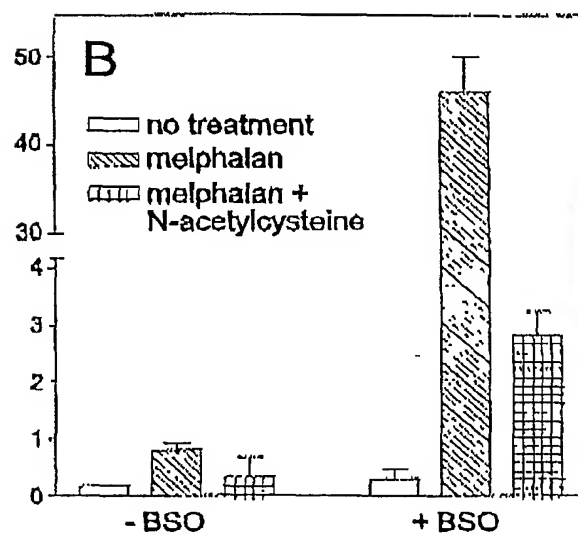 50
B
no treatment
melphalan
40
melphalan +
N-acetylcysteine
30
4
3
2
1
0
- BSO
+ BSO